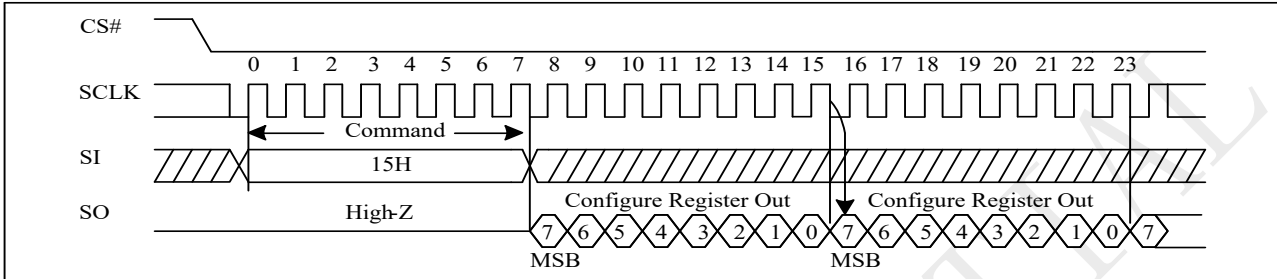 CS#
0 1 2 3 4 5 6 7 8 9 10 11 12 13 14 15 16 17 18 19 20 21 22 23
SCLK
Command
SI
15H
Configure Register Out Configure Register Out
SO
High-Z
7 6 5 4 3 2 1 0 7 6 5 4 3 2 1 0 7
MSB MSB